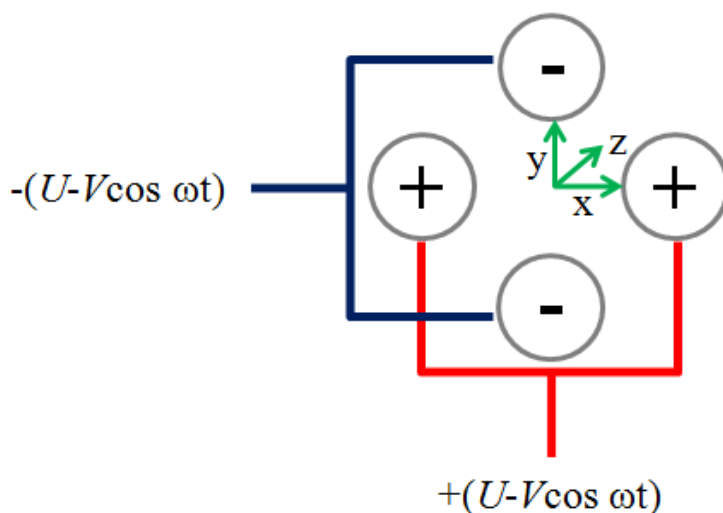 -
y z
-(U-Vcos ωt) + x +
-
+(U-Vcos ωt)